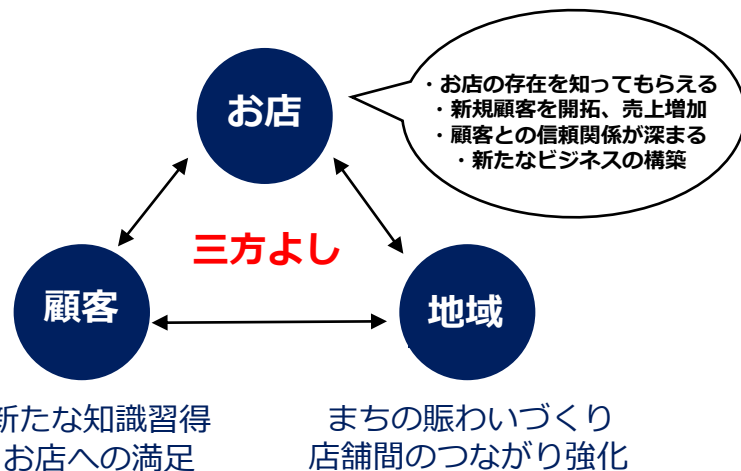 お店
・お店の存在を知ってもらえる
・新規顧客を開拓、売上増加
・顧客との信頼関係が深まる
・新たなビジネスの構築
三方よし
顧客
地域
新たな知識習得
お店への満足
まちの賑わいづくり
店舗間のつながり強化